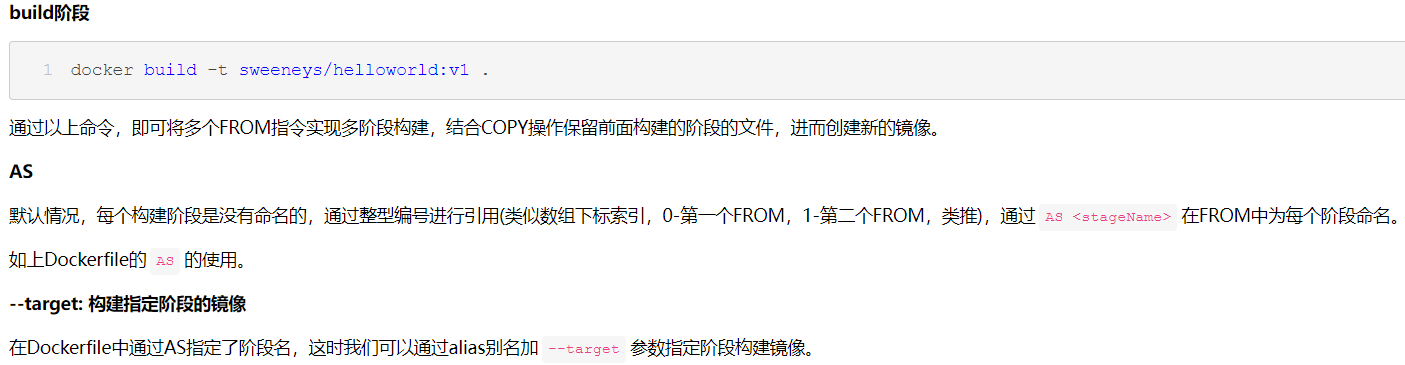 build阶段
1 docker build -t sweeneys/helloworld:v1 .
通过以上命令，即可将多个FROM指令实现多阶段构建，结合COPY操作保留前面构建的阶段的文件，进而创建新的镜像。
AS
默认情况，每个构建阶段是没有命名的，通过整型编号进行引用(类似数组下标索引，0-第一个FROM，1-第二个FROM，类推)，通过 AS <stageName> 在FROM中为每个阶段命名。
如上Dockerfile的 AS 的使用。
--target: 构建指定阶段的镜像
在Dockerfile中通过AS指定了阶段名，这时我们可以通过alias别名加 --target 参数指定阶段构建镜像。